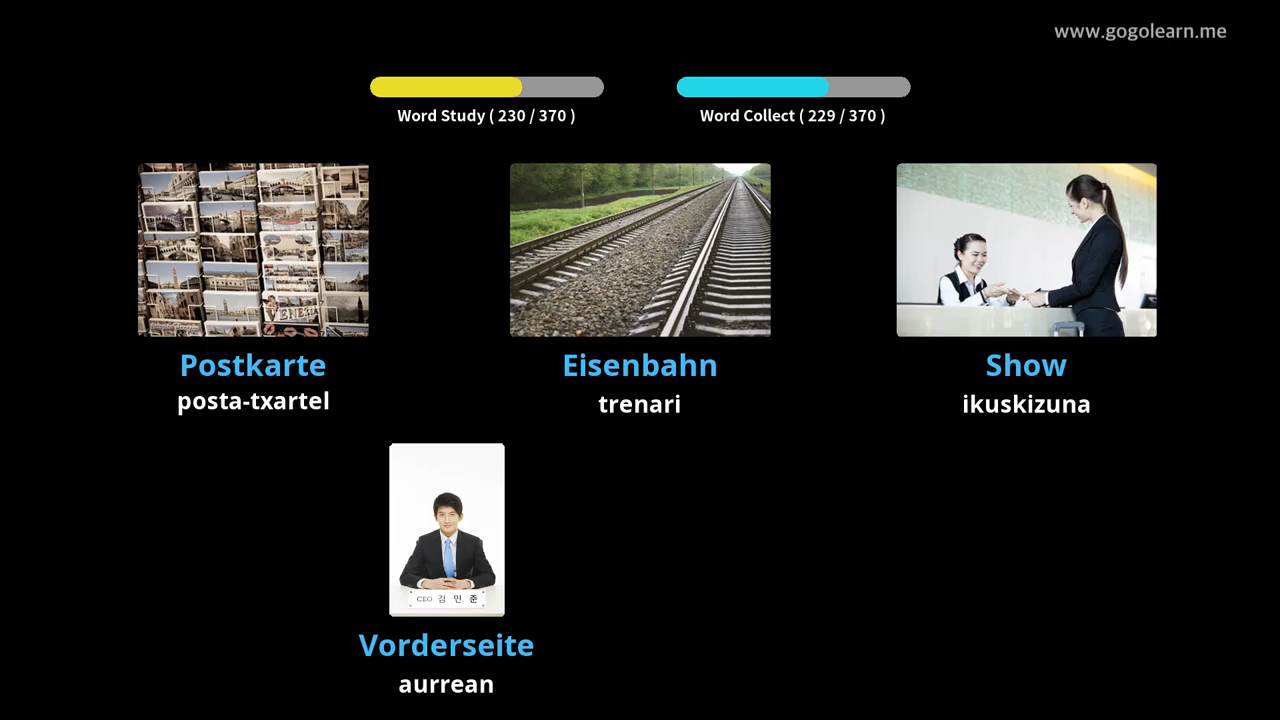 www.gogolearn.me
Word Study ( 230 / 370 )
Word Collect ( 229 / 370 )
Postkarte
posta-txartel
Eisenbahn
trenari
Show
ikuskizuna
CEO 김 민 준
Vorderseite
aurrean